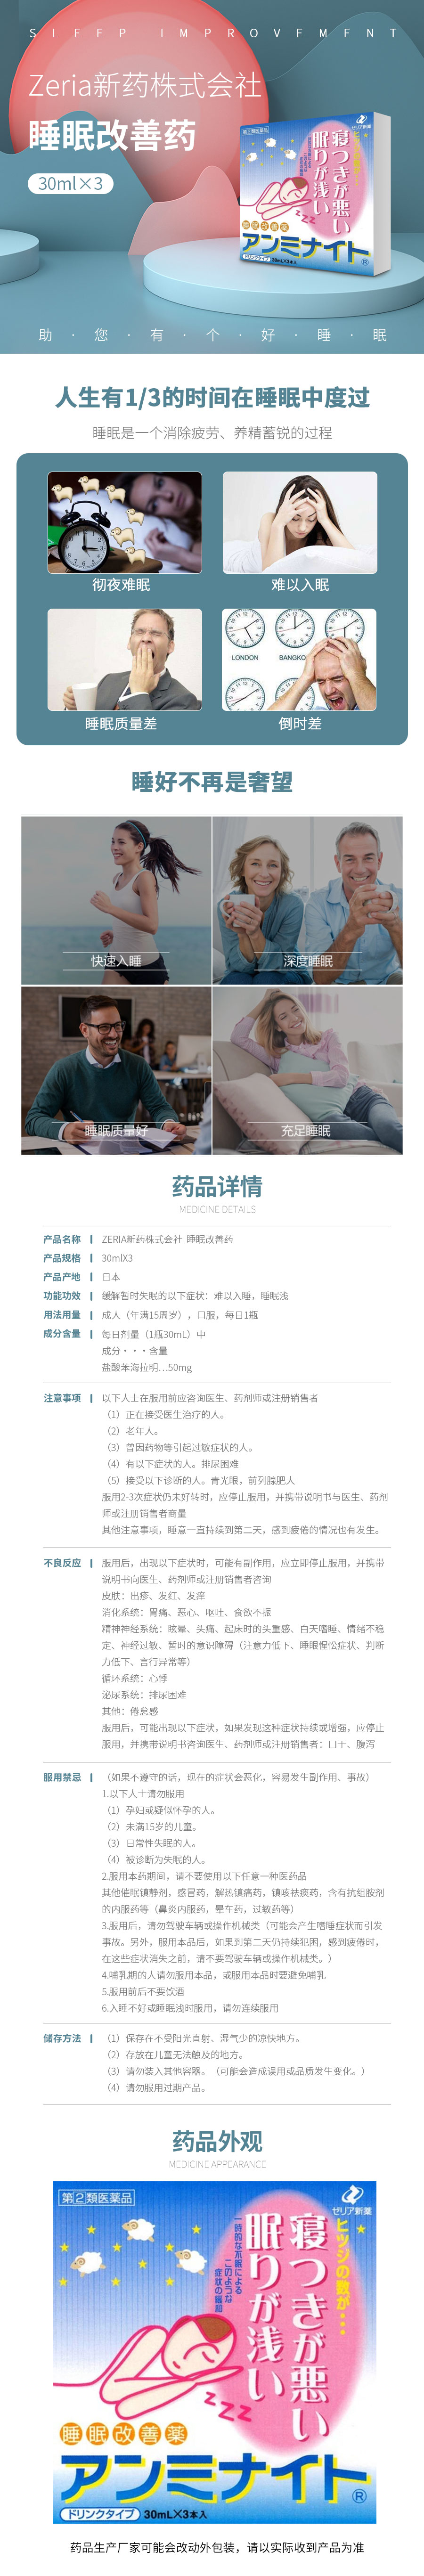 SLEEP IMPROVEMENT
Zeria新药株式会社
睡眠改善药
30ml×3
第②類医薬品
ゼリア新薬
ヒツジの数が…
寝つきが悪い
眠りが浅い
zzz
睡眠改善薬
アンミナイト®
ドリンクタイプ 30mL×3本入
助·您·有·个·好·睡·眠
人生有1/3的时间在睡眠中度过
睡眠是一个消除疲劳、养精蓄锐的过程
彻夜难眠
难以入眠
LONDON
BANGKO
睡眠质量差
倒时差
睡好不再是奢望
快速入睡
深度睡眠
睡眠质量好
充足睡眠
药品详情
MEDICINE DETAILS
产品名称 ZERIA新药株式会社 睡眠改善药
产品规格 30mlX3
产品产地 日本
功能功效 缓解暂时失眠的以下症状：难以入睡，睡眠浅
用法用量 成人（年满15周岁），口服，每日1瓶
成分含量 每日剂量（1瓶30mL）中
成分・・・含量
盐酸苯海拉明…50mg
注意事项 以下人士在服用前应咨询医生、药剂师或注册销售者
（1）正在接受医生治疗的人。
（2）老年人。
（3）曾因药物等引起过敏症状的人。
（4）有以下症状的人。排尿困难
（5）接受以下诊断的人。青光眼，前列腺肥大
服用2-3次症状仍未好转时，应停止服用，并携带说明书与医生、药剂
师或注册销售者商量
其他注意事项，睡意一直持续到第二天，感到疲倦的情况也有发生。
不良反应 服用后，出现以下症状时，可能有副作用，应立即停止服用，并携带
说明书向医生、药剂师或注册销售者咨询
皮肤：出疹、发红、发痒
消化系统：胃痛、恶心、呕吐、食欲不振
精神神经系统：眩晕、头痛、起床时的头重感、白天嗜睡、情绪不稳
定、神经过敏、暂时的意识障碍（注意力低下、睡眼惺忪症状、判断
力低下、言行异常等）
循环系统：心悸
泌尿系统：排尿困难
其他：倦怠感
服用后，可能出现以下症状，如果发现这种症状持续或增强，应停止
服用，并携带说明书咨询医生、药剂师或注册销售者：口干、腹泻
服用禁忌 （如果不遵守的话，现在的症状会恶化，容易发生副作用、事故）
1.以下人士请勿服用
（1）孕妇或疑似怀孕的人。
（2）未满15岁的儿童。
（3）日常性失眠的人。
（4）被诊断为失眠的人。
2.服用本药期间，请不要使用以下任意一种医药品
其他催眠镇静剂，感冒药，解热镇痛药，镇咳祛痰药，含有抗组胺剂
的内服药等（鼻炎内服药，晕车药，过敏药等）
3.服用后，请勿驾驶车辆或操作机械类（可能会产生嗜睡症状而引发
事故。另外，服用本品后，如果到第二天仍持续犯困，感到疲倦时，
在这些症状消失之前，请不要驾驶车辆或操作机械类。）
4.哺乳期的人请勿服用本品，或服用本品时要避免哺乳
5.服用前后不要饮酒
6.入睡不好或睡眠浅时服用，请勿连续服用
储存方法 （1）保存在不受阳光直射、湿气少的凉快地方。
（2）存放在儿童无法触及的地方。
（3）请勿装入其他容器。（可能会造成误用或品质发生变化。）
（4）请勿服用过期产品。
药品外观
MEDICINE APPEARANCE
第②類医薬品
ゼリア新薬
ヒツジの数が…
寝つきが悪い
眠りが浅い
一時的な不眠による
このような
症状の緩和
zzz
睡眠改善薬
アンミナイト®
ドリンクタイプ 30mL×3本入
药品生产厂家可能会改动外包装，请以实际收到产品为准